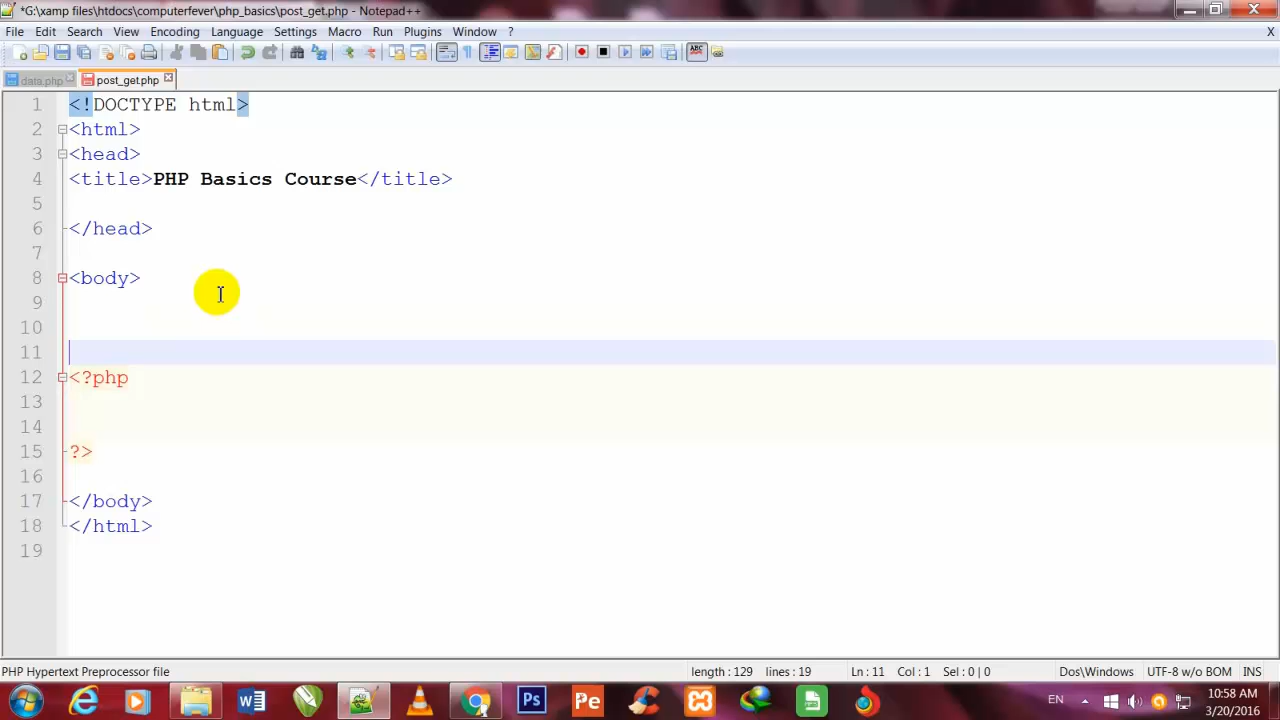 *G:\xamp files\htdocs\computerfever\php_basics\post_get.php - Notepad++
File Edit Search View Encoding Language Settings Macro Run Plugins Window ? X
data.php post_get.php
1 <!DOCTYPE html>
2 <html>
3 <head>
4 <title>PHP Basics Course</title>
5
6 </head>
7
8 <body>
9
10
11
12 <?php
13
14
15 ?>
16
17 </body>
18 </html>
19
PHP Hypertext Preprocessor file length : 129 lines : 19 Ln : 11 Col : 1 Sel : 0 | 0 Dos\Windows UTF-8 w/o BOM INS
W Ps Pe EN 10:58 AM
3/20/2016